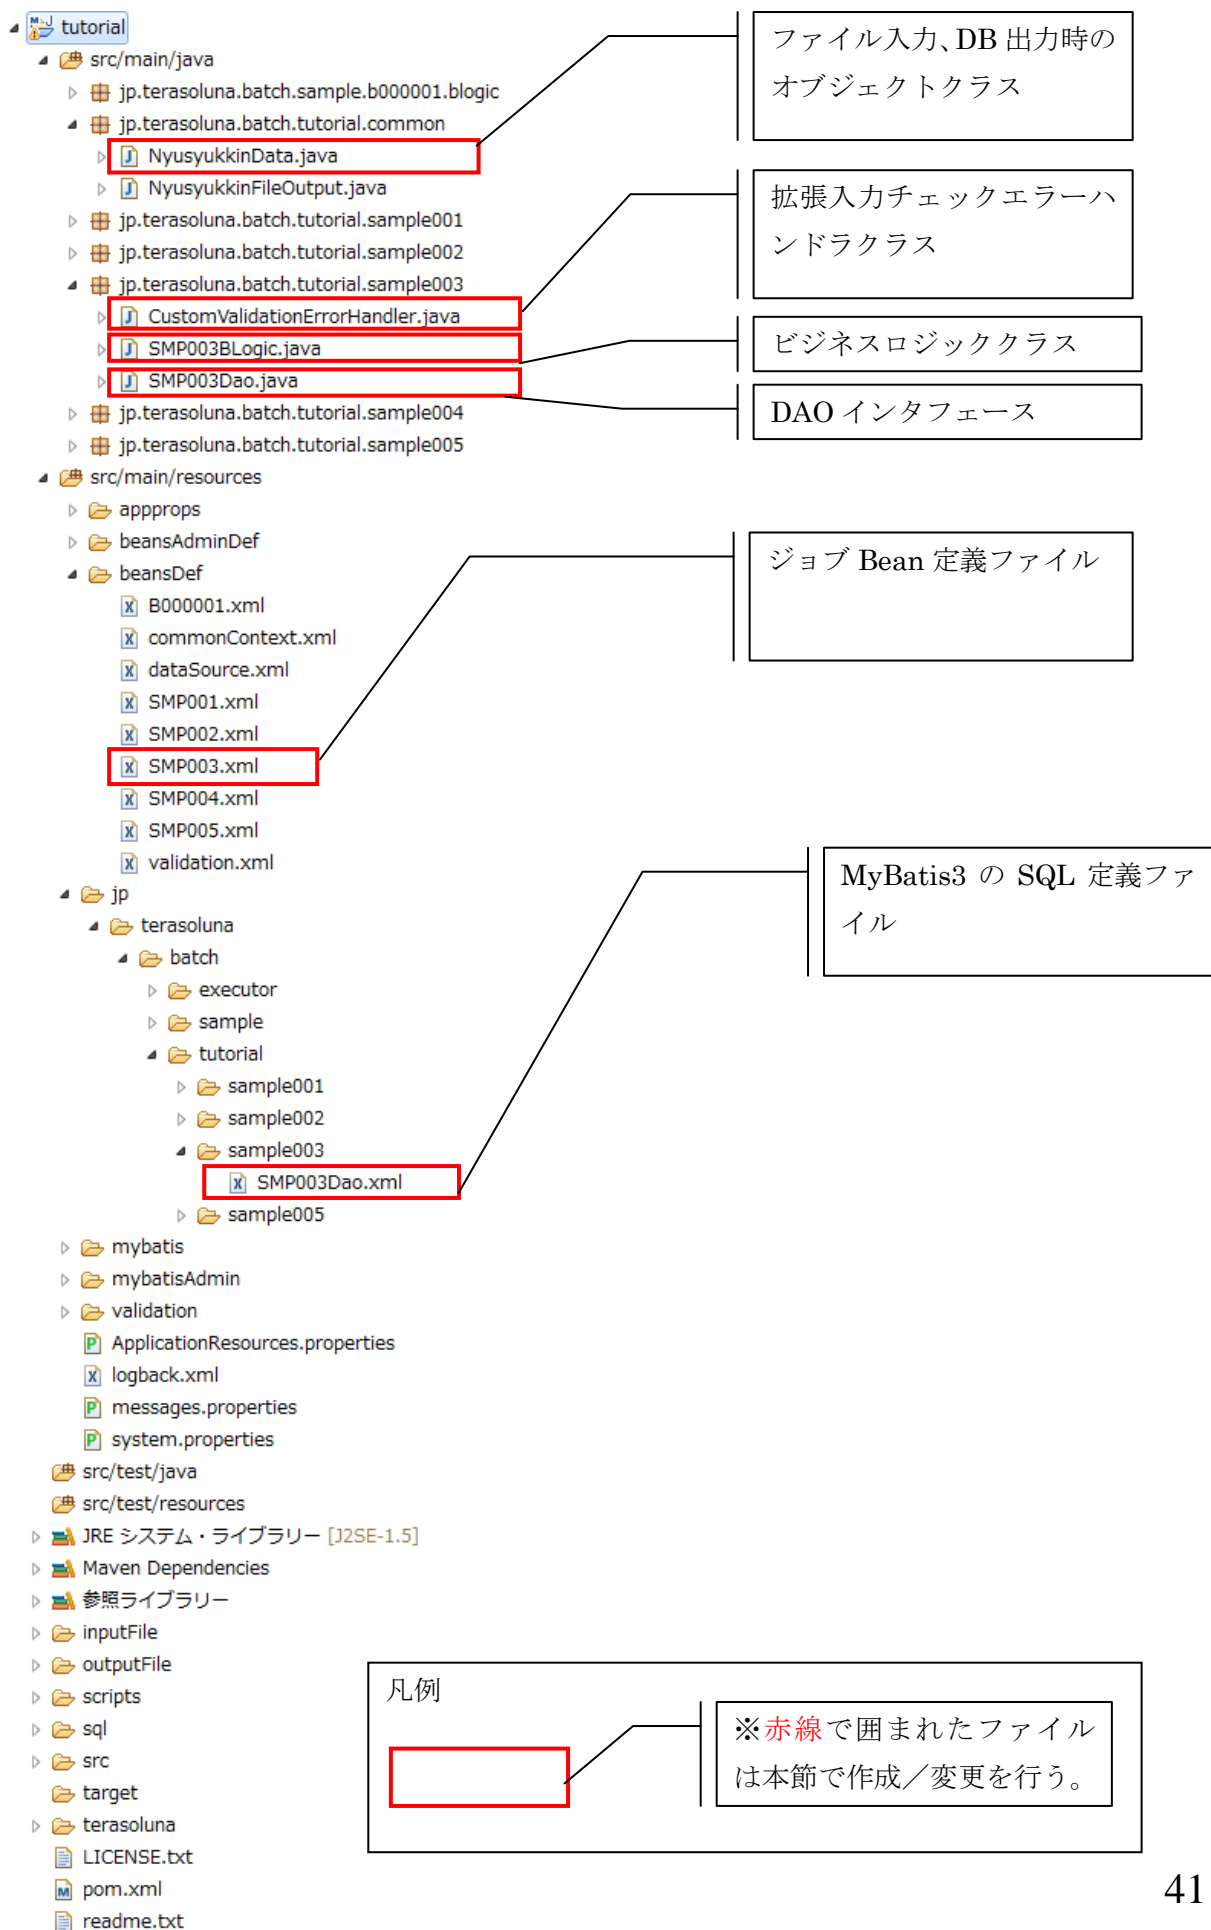 tutorial
src/main/java
jp.terasoluna.batch.sample.b000001.blogic
jp.terasoluna.batch.tutorial.common
NyusyukkinData.java
NyusyukkinFileOutput.java
jp.terasoluna.batch.tutorial.sample001
jp.terasoluna.batch.tutorial.sample002
jp.terasoluna.batch.tutorial.sample003
CustomValidationErrorHandler.java
SMP003BLogic.java
SMP003Dao.java
jp.terasoluna.batch.tutorial.sample004
jp.terasoluna.batch.tutorial.sample005
src/main/resources
appprops
beansAdminDef
beansDef
B000001.xml
commonContext.xml
dataSource.xml
SMP001.xml
SMP002.xml
SMP003.xml
SMP004.xml
SMP005.xml
validation.xml
jp
terasoluna
batch
executor
sample
tutorial
sample001
sample002
sample003
SMP003Dao.xml
sample005
mybatis
mybatisAdmin
validation
ApplicationResources.properties
logback.xml
messages.properties
system.properties
src/test/java
src/test/resources
JRE システム・ライブラリー [J2SE-1.5]
Maven Dependencies
参照ライブラリー
inputFile
outputFile
scripts
sql
src
target
terasoluna
LICENSE.txt
pom.xml
readme.txt
ファイル入力、DB 出力時の
オブジェクトクラス
拡張入力チェックエラーハ
ンドラクラス
ビジネスロジッククラス
DAO インタフェース
ジョブ Bean 定義ファイル
MyBatis3 の SQL 定義ファ
イル
凡例
※赤線で囲まれたファイル
は本節で作成／変更を行う。
41